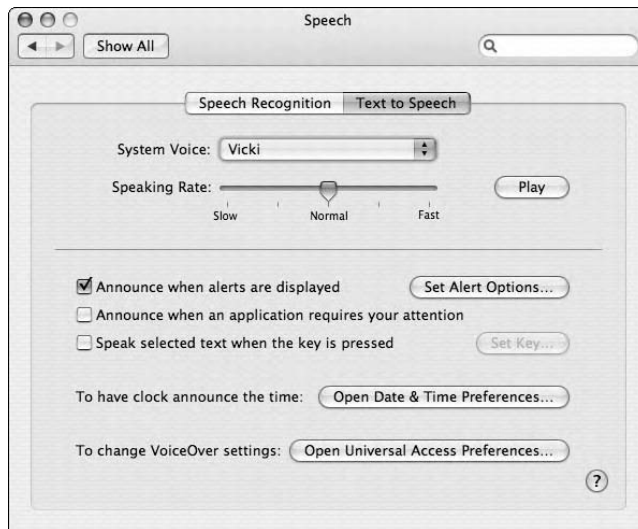 Speech
Show All
Speech Recognition Text to Speech
System Voice: Vicki
Speaking Rate: Play
Slow Normal Fast
Announce when alerts are displayed Set Alert Options...
Announce when an application requires your attention
Speak selected text when the key is pressed Set Key...
To have clock announce the time: Open Date & Time Preferences...
To change VoiceOver settings: Open Universal Access Preferences...
?